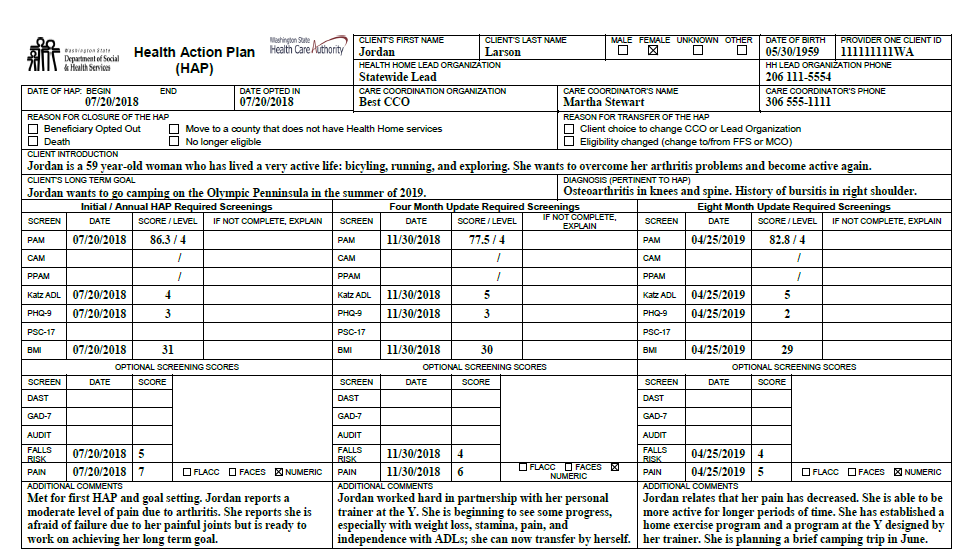 Washington State
Department of Social
& Health Services
Health Action Plan
(HAP)
Washington State
Health Care Authority
CLIENT'S FIRST NAME
Jordan
CLIENT'S LAST NAME
Larson
MALE FEMALE UNKNOWN OTHER
DATE OF BIRTH
05/30/1959
PROVIDER ONE CLIENT ID
111111111WA
HEALTH HOME LEAD ORGANIZATION
Statewide Lead
HH LEAD ORGANIZATION PHONE
206 111-5554
DATE OF HAP: BEGIN END
07/20/2018
DATE OPTED IN
07/20/2018
CARE COORDINATION ORGANIZATION
Best CCO
CARE COORDINATOR'S NAME
Martha Stewart
CARE COORDINATOR'S PHONE
306 555-1111
REASON FOR CLOSURE OF THE HAP
Beneficiary Opted Out Move to a county that does not have Health Home services
Death No longer eligible
REASON FOR TRANSFER OF THE HAP
Client choice to change CCO or Lead Organization
Eligibility changed (change to/from FFS or MCO)
CLIENT INTRODUCTION
Jordan is a 59 year-old woman who has lived a very active life: bicyling, running, and exploring. She wants to overcome her arthritis problems and become active again.
CLIENT'S LONG TERM GOAL
Jordan wants to go camping on the Olympic Penninsula in the summer of 2019.
DIAGNOSIS (PERTINENT TO HAP)
Osteoarthritis in knees and spine. History of bursitis in right shoulder.
Initial / Annual HAP Required Screenings
SCREEN DATE SCORE / LEVEL IF NOT COMPLETE, EXPLAIN
PAM 07/20/2018 86.3 / 4
CAM /
PPAM /
Katz ADL 07/20/2018 4
PHQ-9 07/20/2018 3
PSC-17
BMI 07/20/2018 31
OPTIONAL SCREENING SCORES
SCREEN DATE SCORE
DAST
GAD-7
AUDIT
FALLS RISK 07/20/2018 5
PAIN 07/20/2018 7 FLACC FACES NUMERIC
ADDITIONAL COMMENTS
Met for first HAP and goal setting. Jordan reports a
moderate level of pain due to arthritis. She reports she is
afraid of failure due to her painful joints but is ready to
work on achieving her long term goal.
Four Month Update Required Screenings
SCREEN DATE SCORE / LEVEL IF NOT COMPLETE, EXPLAIN
PAM 11/30/2018 77.5 / 4
CAM /
PPAM /
Katz ADL 11/30/2018 5
PHQ-9 11/30/2018 3
PSC-17
BMI 11/30/2018 30
OPTIONAL SCREENING SCORES
SCREEN DATE SCORE
DAST
GAD-7
AUDIT
FALLS RISK 11/30/2018 4
PAIN 11/30/2018 6 FLACC FACES NUMERIC
ADDITIONAL COMMENTS
Jordan worked hard in partnership with her personal
trainer at the Y. She is beginning to see some progress,
especially with weight loss, stamina, pain, and
independence with ADLs; she can now transfer by herself.
Eight Month Update Required Screenings
SCREEN DATE SCORE / LEVEL IF NOT COMPLETE, EXPLAIN
PAM 04/25/2019 82.8 / 4
CAM /
PPAM /
Katz ADL 04/25/2019 5
PHQ-9 04/25/2019 2
PSC-17
BMI 04/25/2019 29
OPTIONAL SCREENING SCORES
SCREEN DATE SCORE
DAST
GAD-7
AUDIT
FALLS RISK 04/25/2019 4
PAIN 04/25/2019 5 FLACC FACES NUMERIC
ADDITIONAL COMMENTS
Jordan relates that her pain has decreased. She is able to be
more active for longer periods of time. She has established a
home exercise program and a program at the Y designed by
her trainer. She is planning a brief camping trip in June.